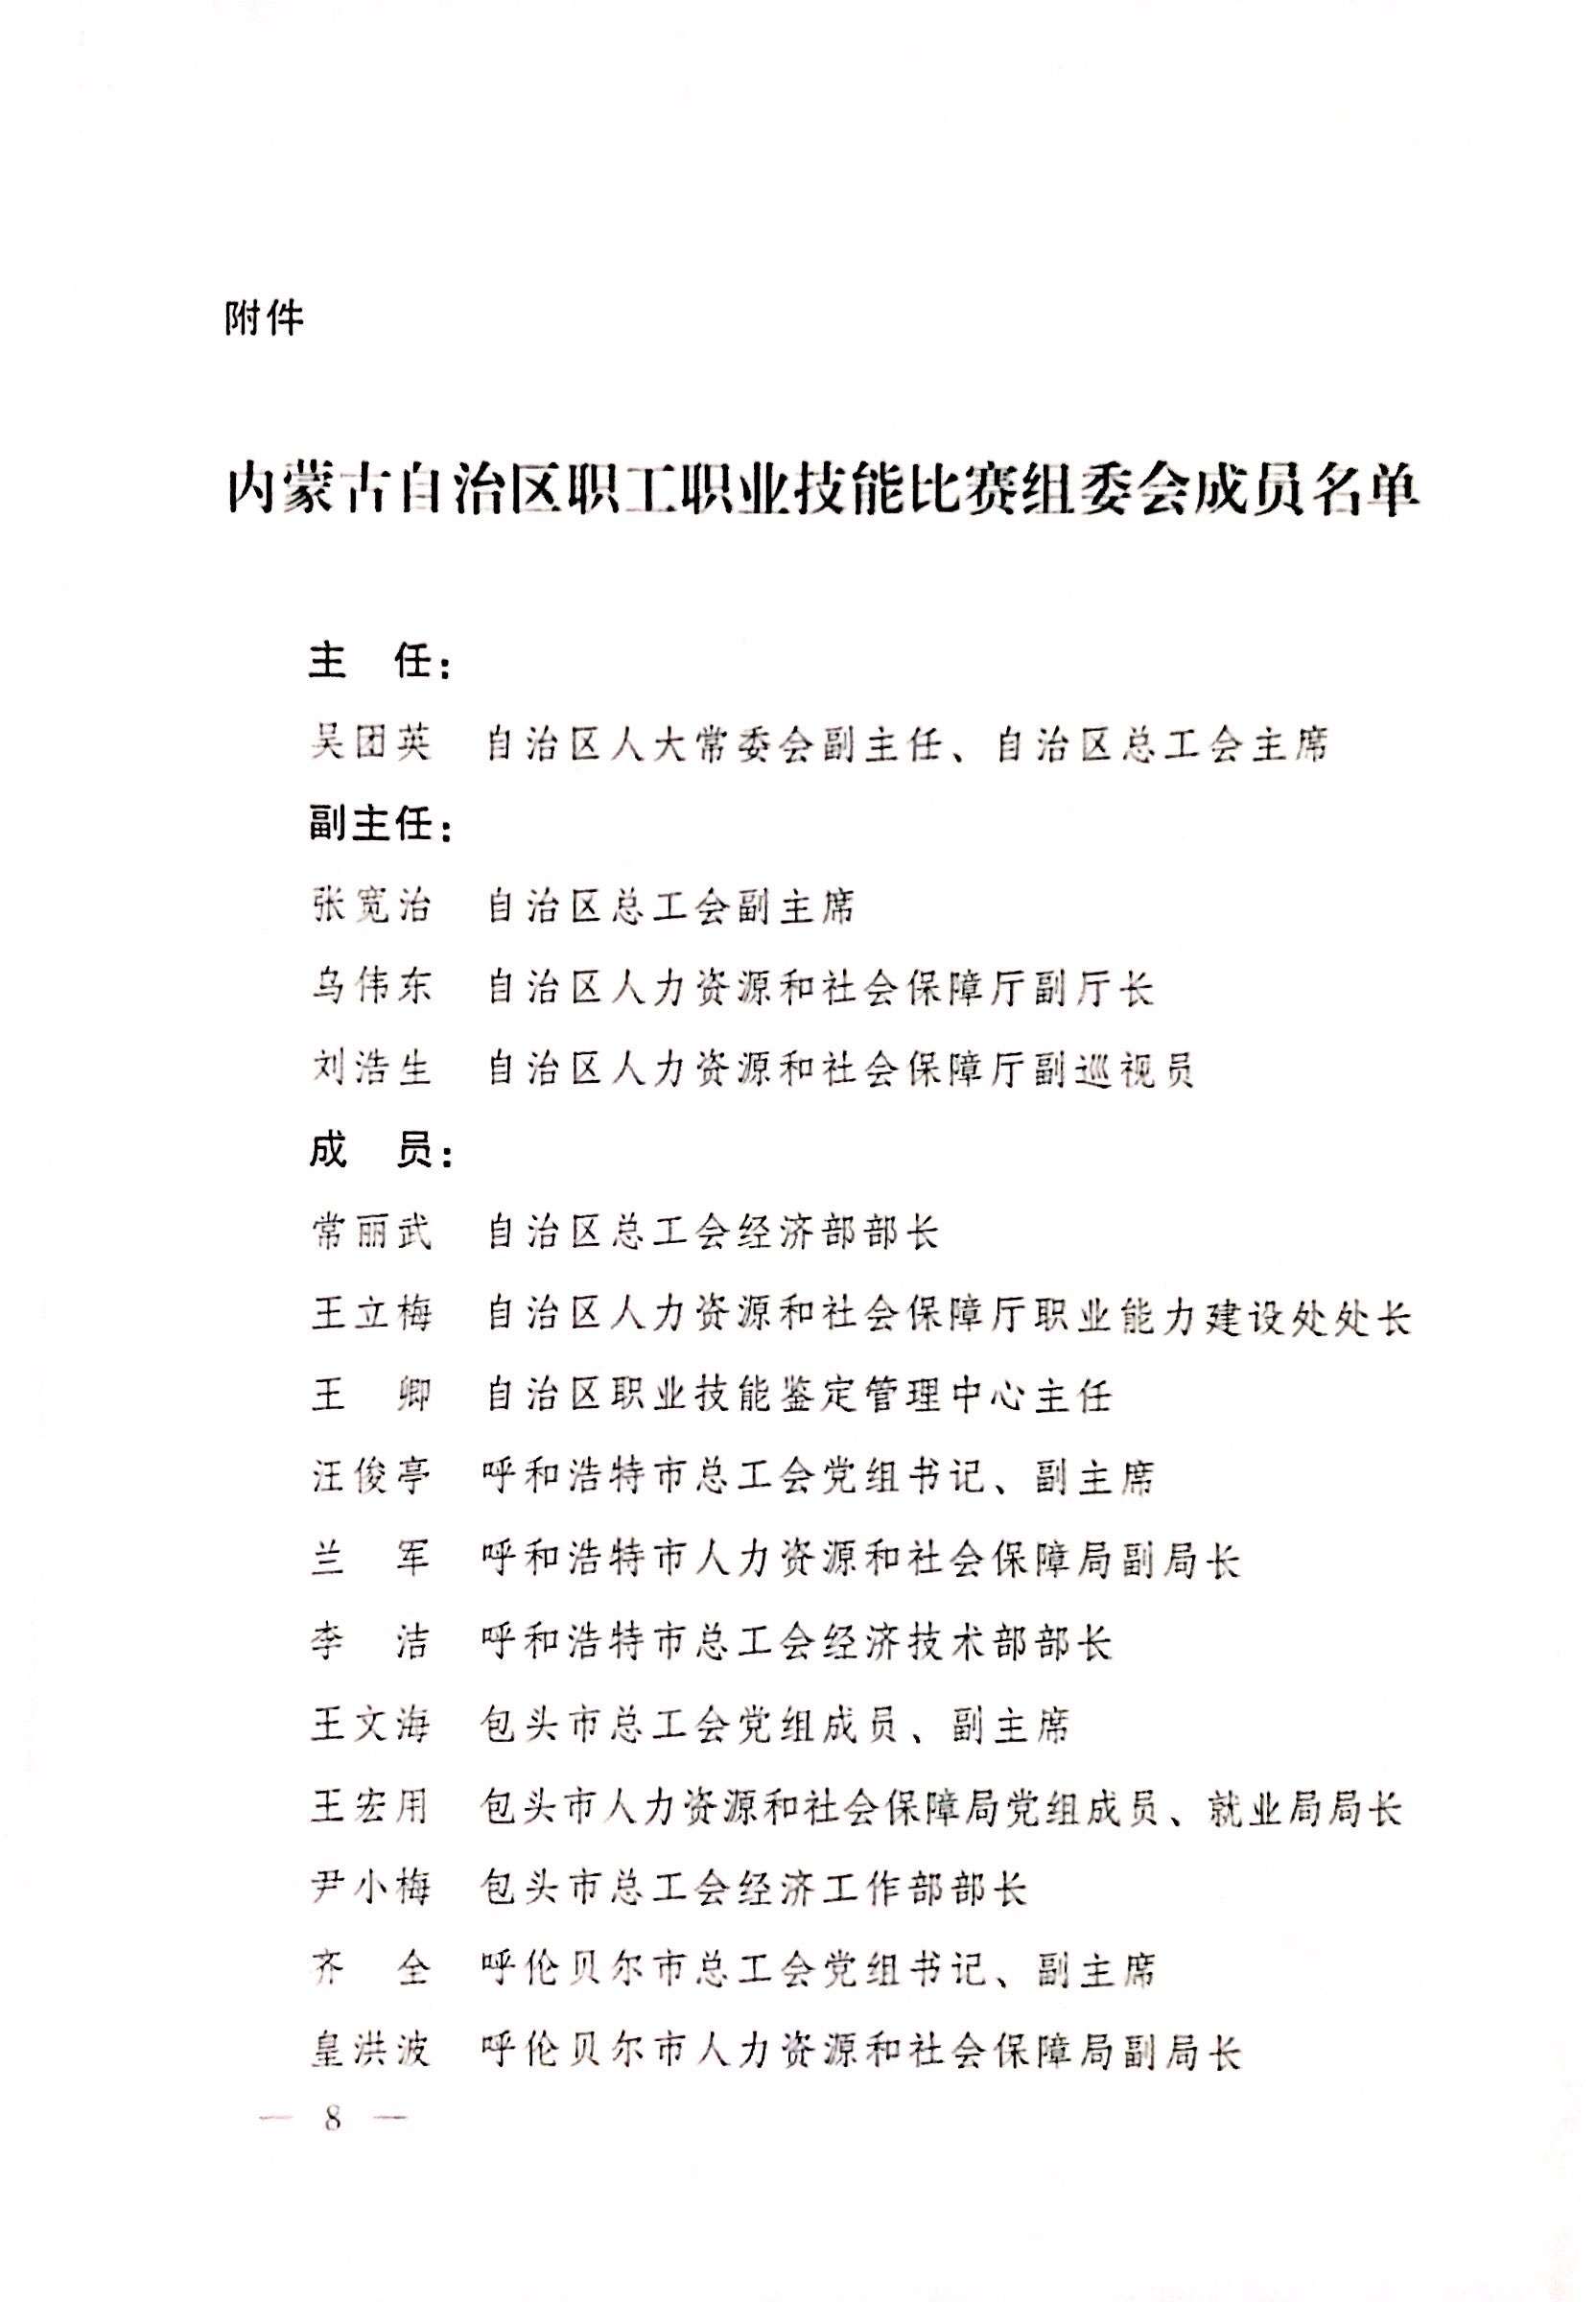 附件
内蒙古自治区职工职业技能比赛组委会成员名单
主　任：
吴团英　自治区人大常委会副主任、自治区总工会主席
副主任：
张宽治　自治区总工会副主席
乌伟东　自治区人力资源和社会保障厅副厅长
刘浩生　自治区人力资源和社会保障厅副巡视员
成　员：
常丽武　自治区总工会经济部部长
王立梅　自治区人力资源和社会保障厅职业能力建设处处长
王　卿　自治区职业技能鉴定管理中心主任
汪俊亭　呼和浩特市总工会党组书记、副主席
兰　军　呼和浩特市人力资源和社会保障局副局长
李　洁　呼和浩特市总工会经济技术部部长
王文海　包头市总工会党组成员、副主席
王宏用　包头市人力资源和社会保障局党组成员、就业局局长
尹小梅　包头市总工会经济工作部部长
齐　全　呼伦贝尔市总工会党组书记、副主席
皇洪波　呼伦贝尔市人力资源和社会保障局副局长
— 8 —